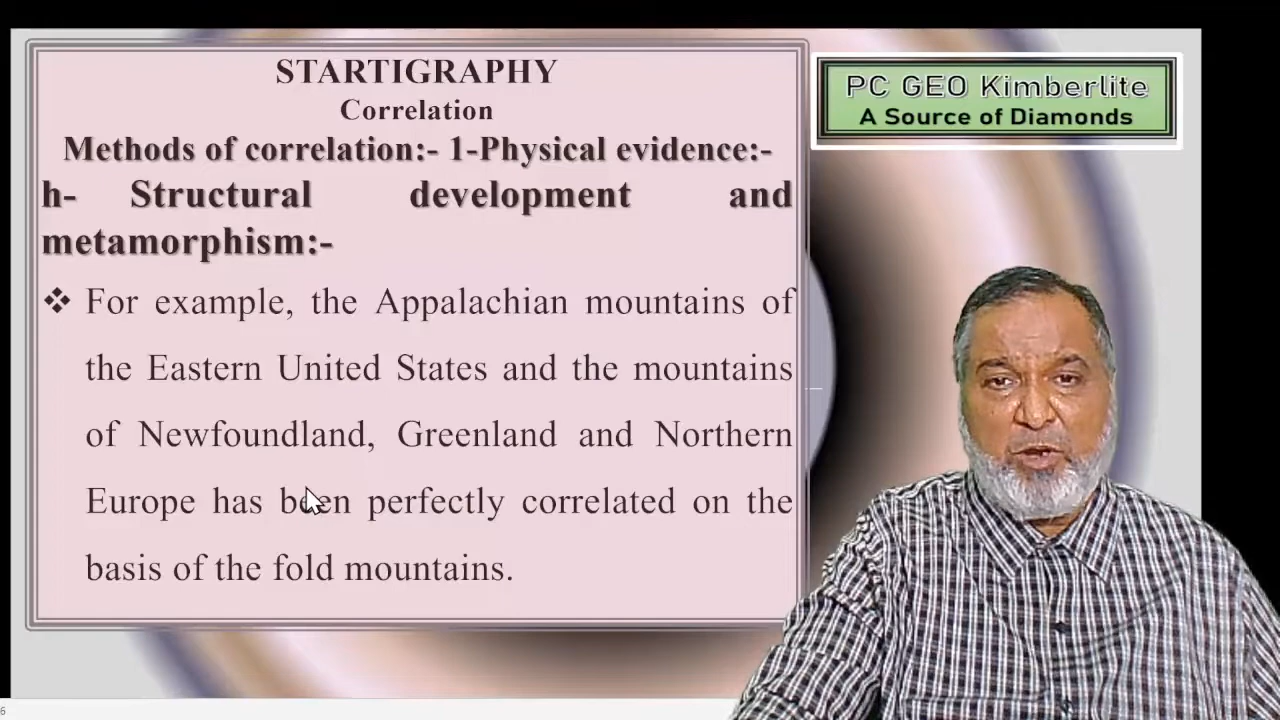 STARTIGRAPHY
Correlation
Methods of correlation:- 1-Physical evidence:-
h- Structural development and
metamorphism:-
❖ For example, the Appalachian mountains of
the Eastern United States and the mountains
of Newfoundland, Greenland and Northern
Europe has been perfectly correlated on the
basis of the fold mountains.
PC GEO Kimberlite
A Source of Diamonds
6